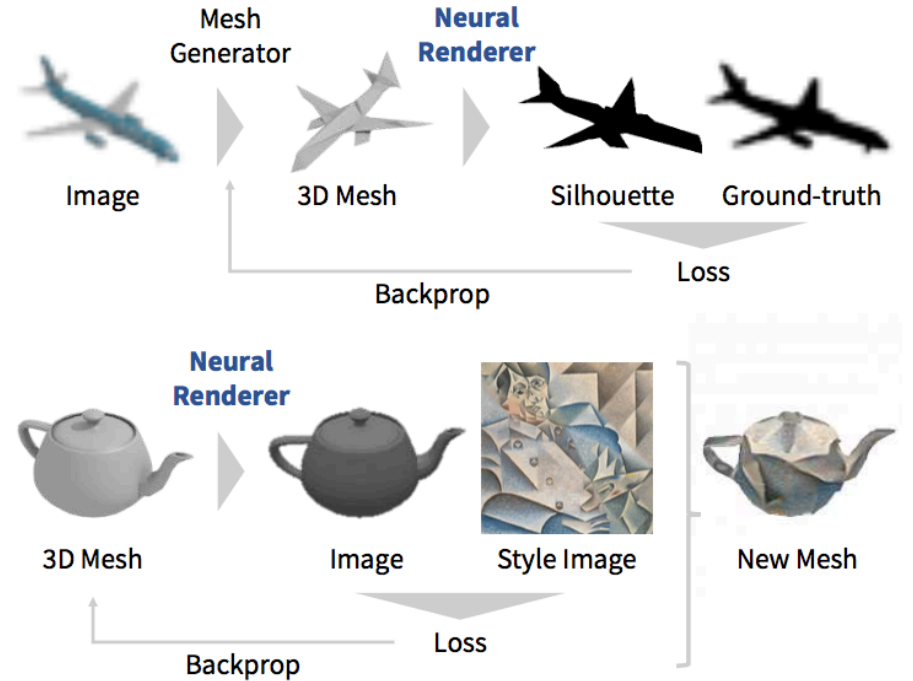 Mesh
Generator
Neural
Renderer
Image
3D Mesh
Silhouette
Ground-truth
Loss
Backprop
Neural
Renderer
3D Mesh
Image
Style Image
New Mesh
Loss
Backprop